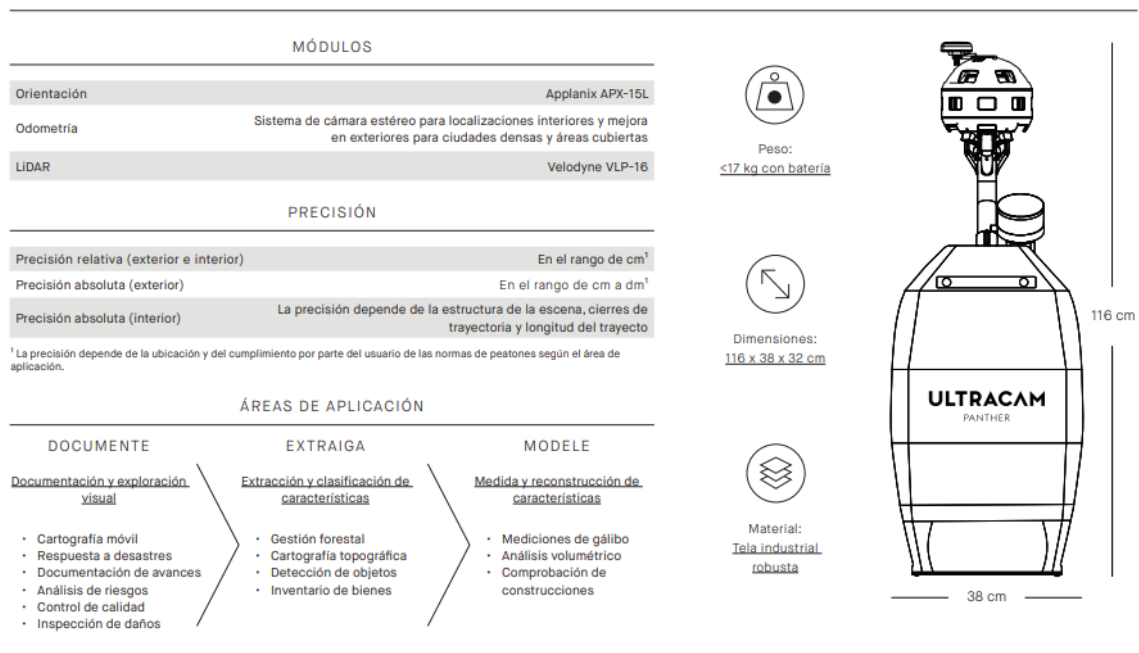 MÓDULOS
Orientación Applanix APX-15L
Odometría Sistema de cámara estéreo para localizaciones interiores y mejora
en exteriores para ciudades densas y áreas cubiertas
LiDAR Velodyne VLP-16
PRECISIÓN
Precisión relativa (exterior e interior) En el rango de cm¹
Precisión absoluta (exterior) En el rango de cm a dm¹
Precisión absoluta (interior) La precisión depende de la estructura de la escena, cierres de
trayectoria y longitud del trayecto
¹ La precisión depende de la ubicación y del cumplimiento por parte del usuario de las normas de peatones según el área de
aplicación.
ÁREAS DE APLICACIÓN
DOCUMENTE
Documentación y exploración
visual
· Cartografía móvil
· Respuesta a desastres
· Documentación de avances
· Análisis de riesgos
· Control de calidad
· Inspección de daños
EXTRAIGA
Extracción y clasificación de
características
· Gestión forestal
· Cartografía topográfica
· Detección de objetos
· Inventario de bienes
MODELE
Medida y reconstrucción de
características
· Mediciones de gálibo
· Análisis volumétrico
· Comprobación de
construcciones
Peso:
<17 kg con batería
Dimensiones:
116 x 38 x 32 cm
Material:
Tela industrial
robusta
116 cm
ULTRACAM
PANTHER
38 cm